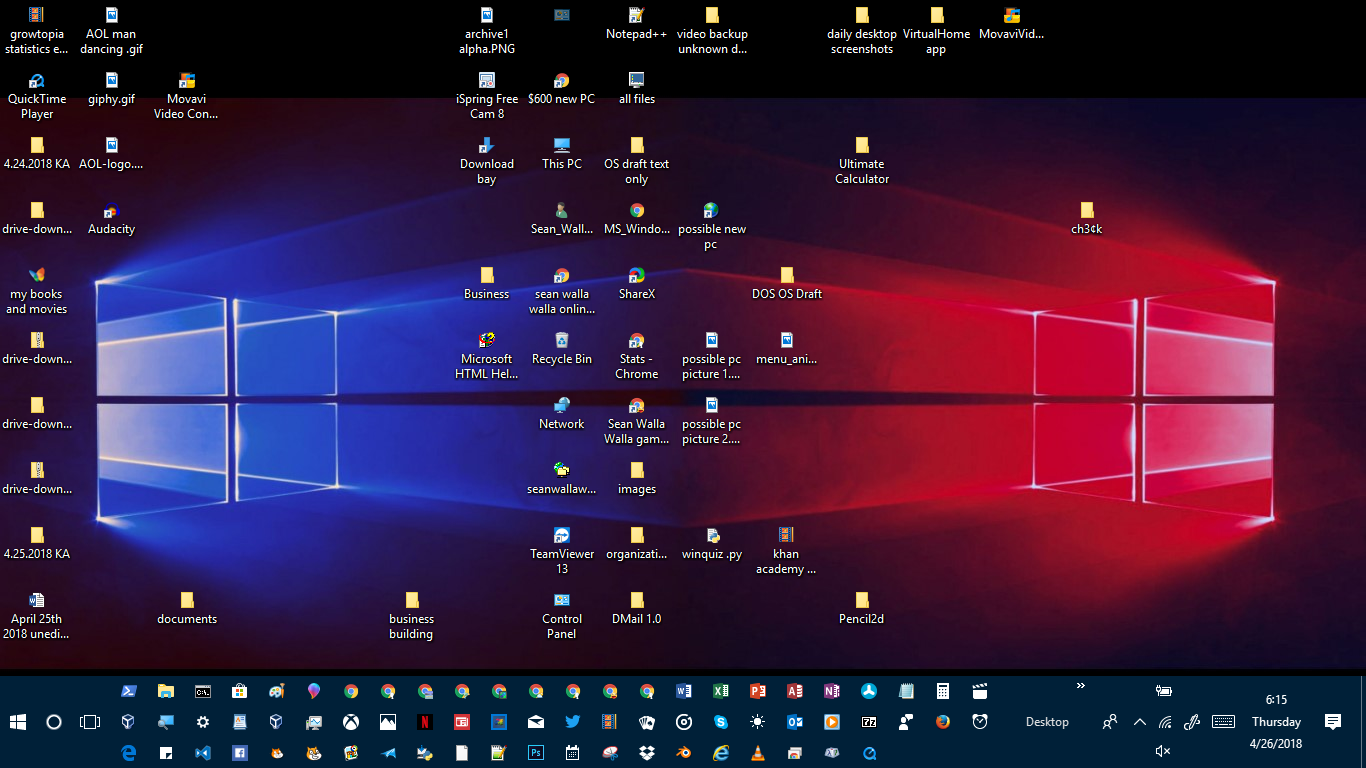 growtopia
statistics e...
AOL man
dancing .gif
archive1
alpha.PNG
Notepad++
video backup
unknown d...
daily desktop
screenshots
VirtualHome
app
MovaviVid...
QuickTime
Player
giphy.gif
Movavi
Video Con...
iSpring Free
Cam 8
$600 new PC
all files
4.24.2018 KA
AOL-logo....
Download
bay
This PC
OS draft text
only
Ultimate
Calculator
drive-down...
Audacity
Sean_Wall...
MS_Windo...
possible new
pc
ch3¢k
my books
and movies
Business
sean walla
walla onlin...
ShareX
DOS OS Draft
drive-down...
Microsoft
HTML Hel...
Recycle Bin
Stats -
Chrome
possible pc
picture 1....
menu_ani...
drive-down...
Network
Sean Walla
Walla gam...
possible pc
picture 2....
drive-down...
seanwallaw...
images
4.25.2018 KA
TeamViewer
13
organizati...
winquiz .py
khan
academy ...
April 25th
2018 unedi...
documents
business
building
Control
Panel
DMail 1.0
Pencil2d
Desktop
6:15
Thursday
4/26/2018